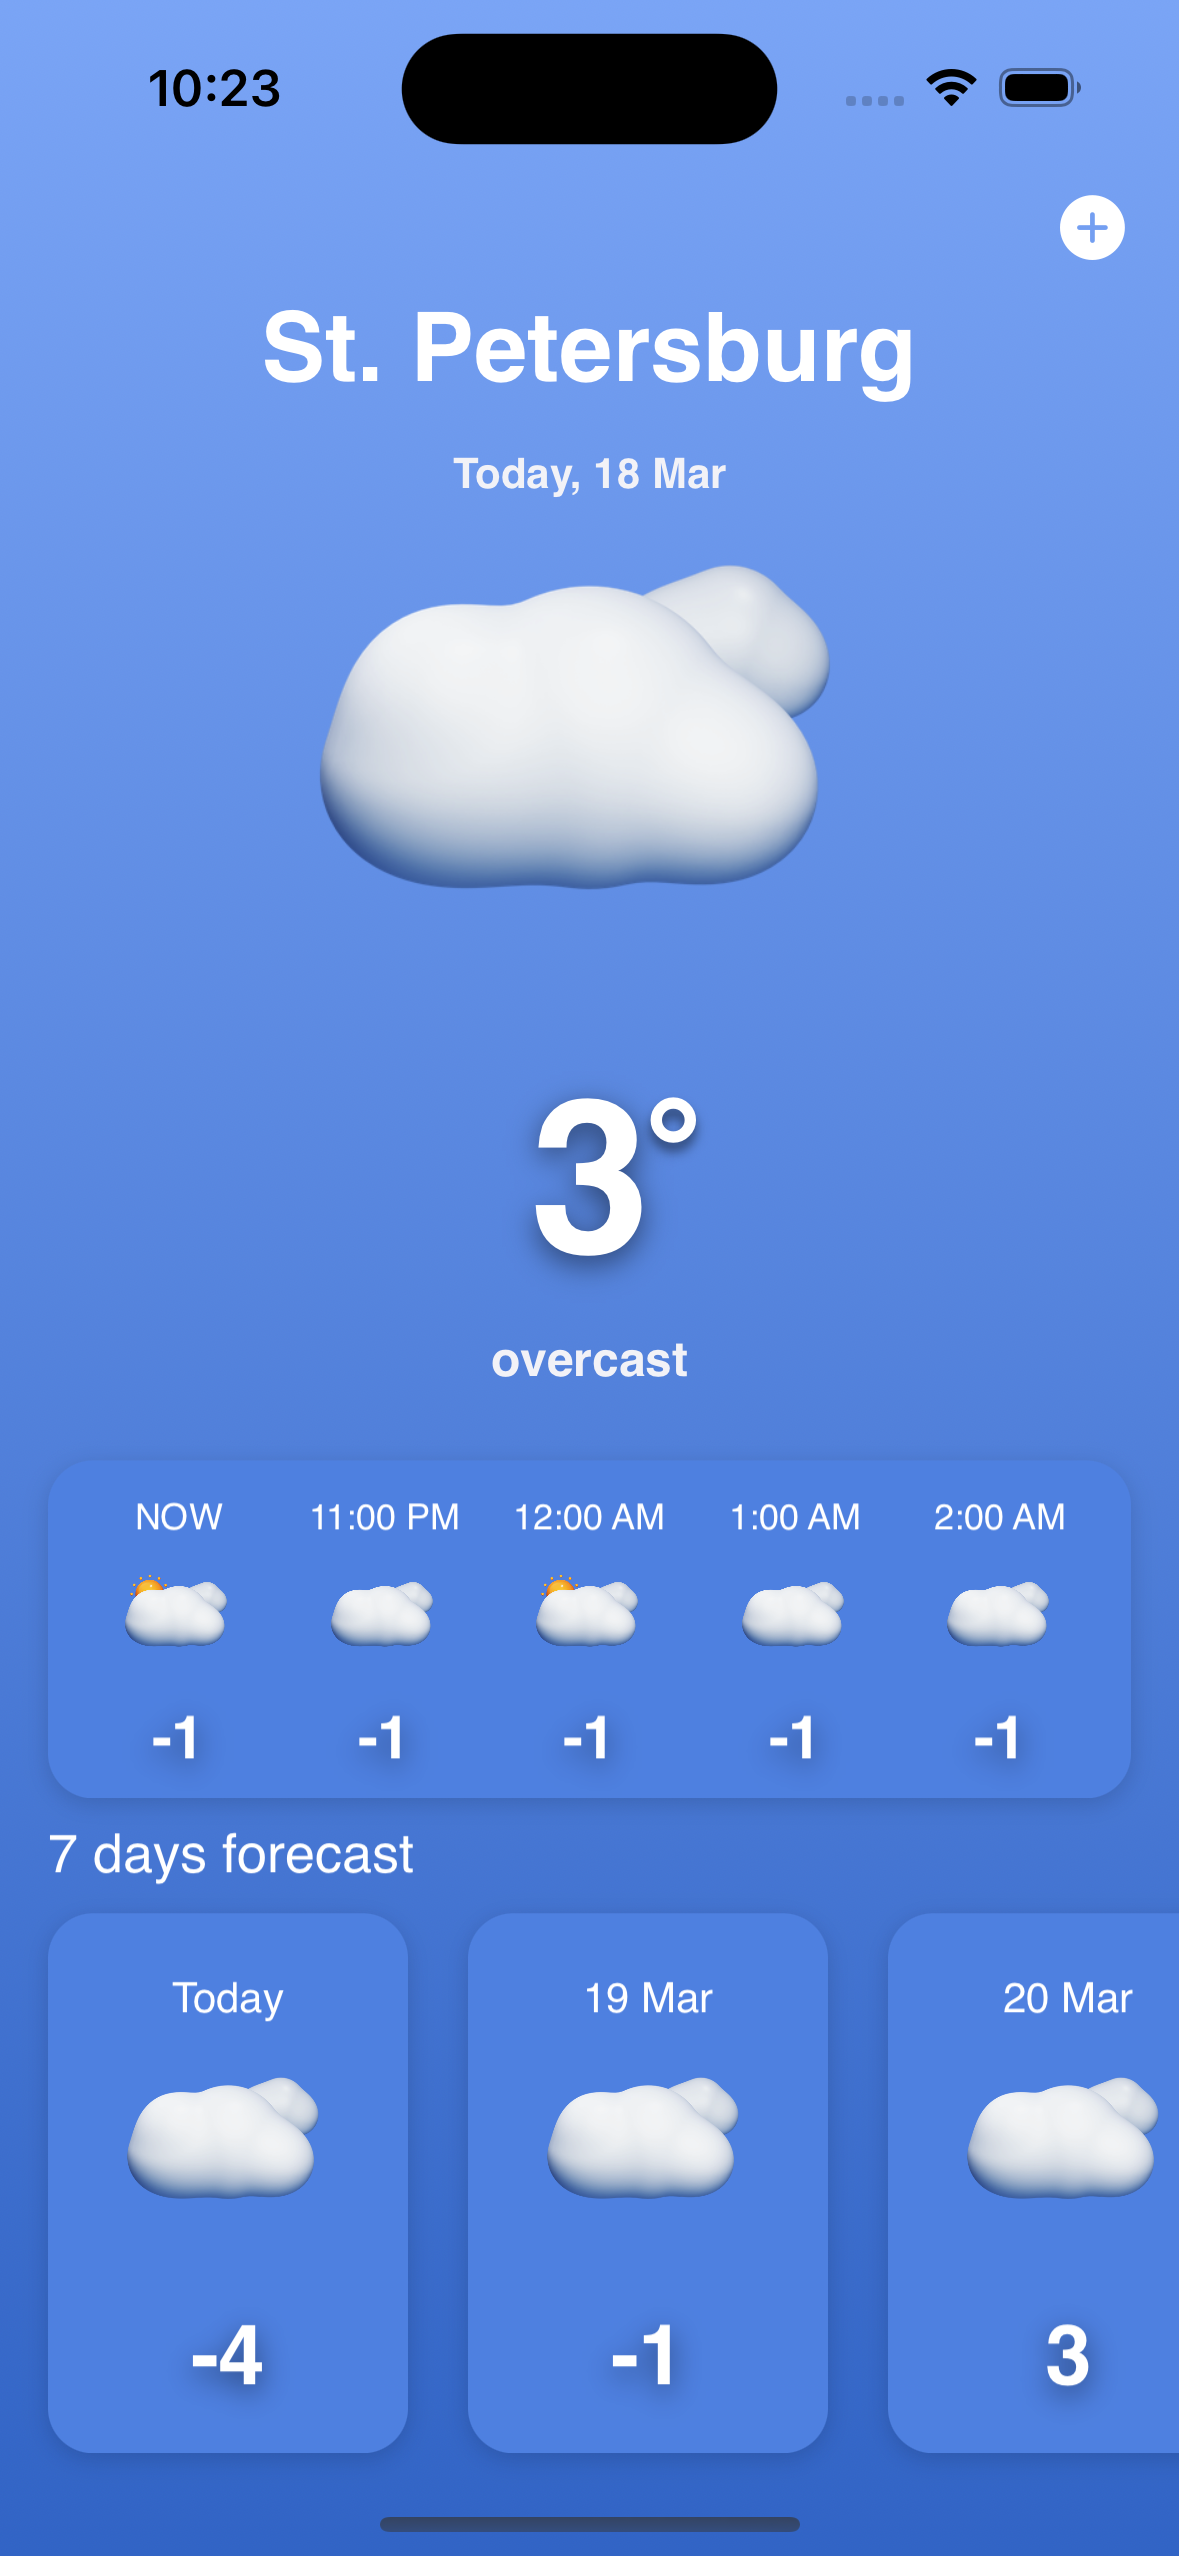 10:23
St. Petersburg
Today, 18 Mar
3°
overcast
NOW 11:00 PM 12:00 AM 1:00 AM 2:00 AM
-1 -1 -1 -1 -1
7 days forecast
Today 19 Mar 20 Mar
-4 -1 3